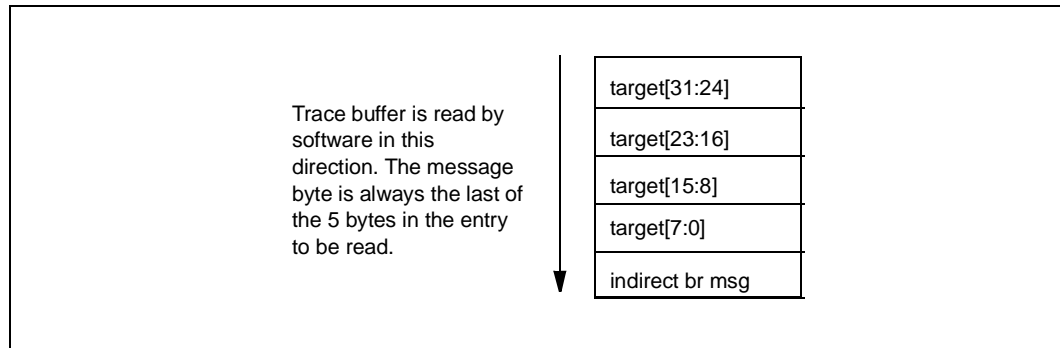 Trace buffer is read by
software in this
direction. The message
byte is always the last of
the 5 bytes in the entry
to be read.
target[31:24]
target[23:16]
target[15:8]
target[7:0]
indirect br msg